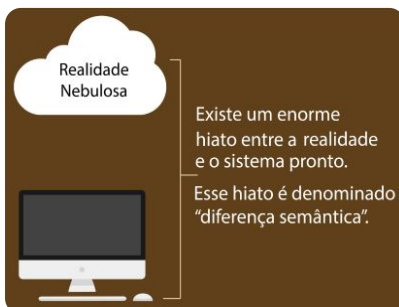 Realidade
Nebulosa
Existe um enorme
hiato entre a realidade
e o sistema pronto.
Esse hiato é denominado
“diferença semântica”.